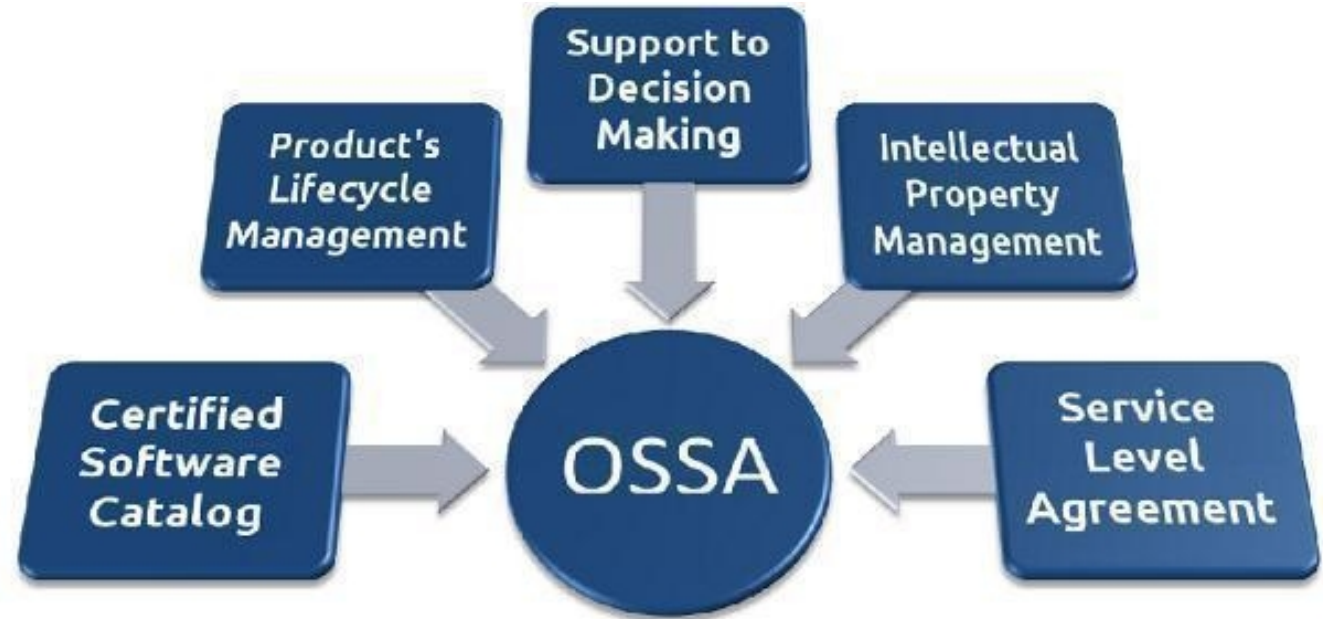 Support to
Decision
Making
Product's
Lifecycle
Management
Intellectual
Property
Management
Certified
Software
Catalog
OSSA
Service
Level
Agreement